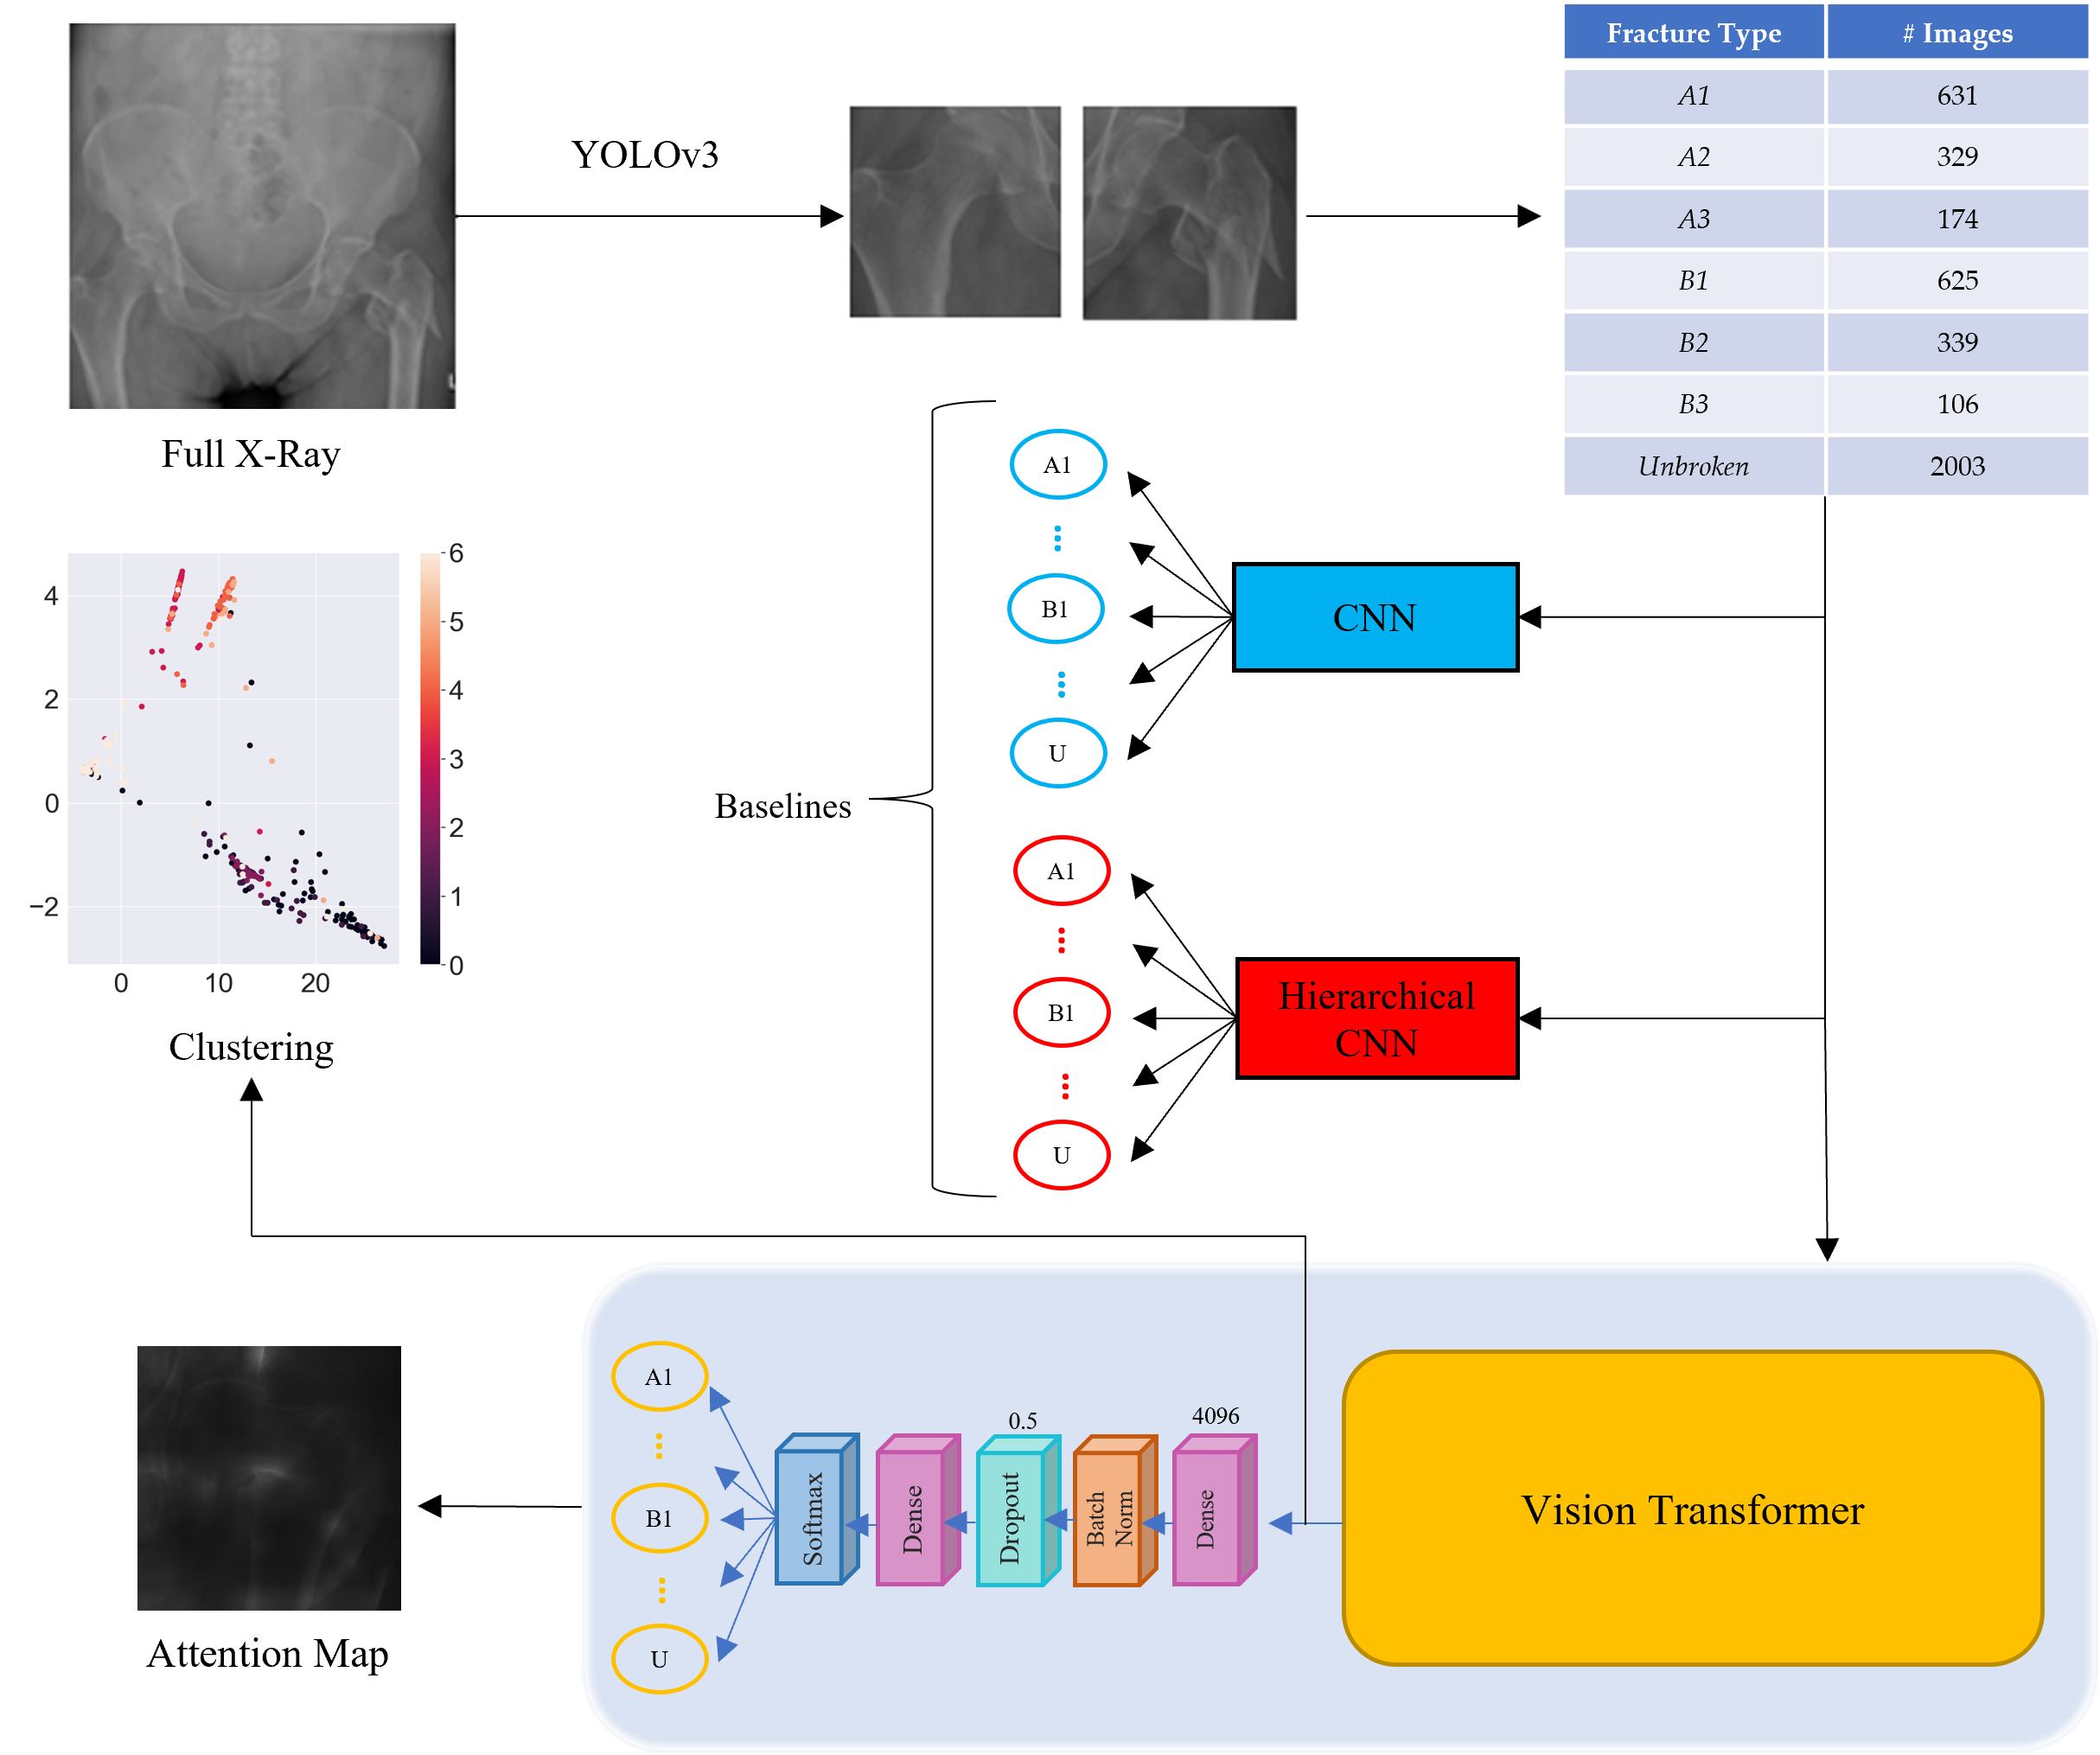 YOLOv3
Full X-Ray
Fracture Type # Images
A1 631
A2 329
A3 174
B1 625
B2 339
B3 106
Unbroken 2003
A1
B1
U
CNN
Baselines
A1
B1
U
Hierarchical
CNN
4
2
0
−2
0 10 20
6
5
4
3
2
1
0
Clustering
A1
B1
U
Softmax
Dense
0.5
Dropout
Batch
Norm
4096
Dense
Vision Transformer
Attention Map